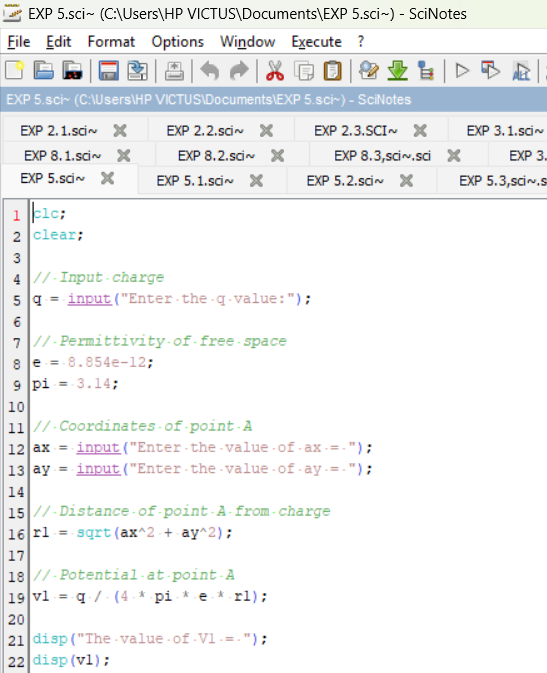 EXP 5.sci~ (C:\Users\HP VICTUS\Documents\EXP 5.sci~) - SciNotes
File Edit Format Options Window Execute ?
EXP 5.sci~ (C:\Users\HP VICTUS\Documents\EXP 5.sci~) - SciNotes
EXP 2.1.sci~ EXP 2.2.sci~ EXP 2.3.SCI~ EXP 3.1.sci~
EXP 8.1.sci~ EXP 8.2.sci~ EXP 8.3,sci~.sci EXP 3.
EXP 5.sci~ EXP 5.1.sci~ EXP 5.2.sci~ EXP 5.3,sci~.s
1 clc;
2 clear;
3
4 // Input charge
5 q = input("Enter the q value:");
6
7 // Permittivity of free space
8 e = 8.854e-12;
9 pi = 3.14;
10
11 // Coordinates of point A
12 ax = input("Enter the value of ax = ");
13 ay = input("Enter the value of ay = ");
14
15 // Distance of point A from charge
16 r1 = sqrt(ax^2 + ay^2);
17
18 // Potential at point A
19 v1 = q / (4 * pi * e * r1);
20
21 disp("The value of V1 = ");
22 disp(v1);